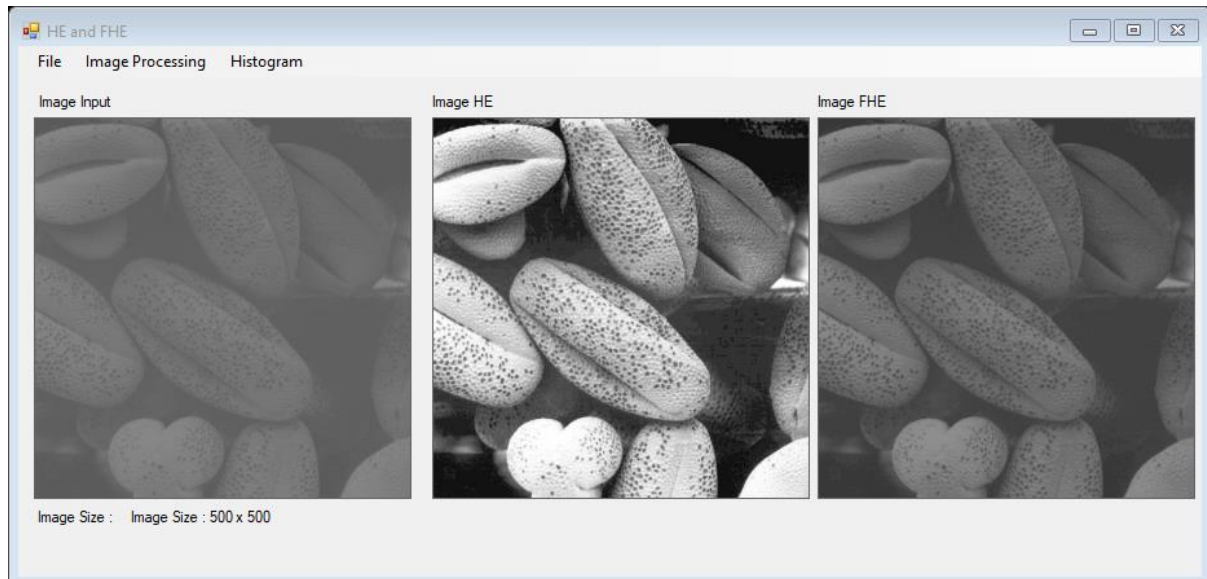 HE and FHE
File Image Processing Histogram
Image Input
Image HE
Image FHE
Image Size : Image Size : 500 x 500